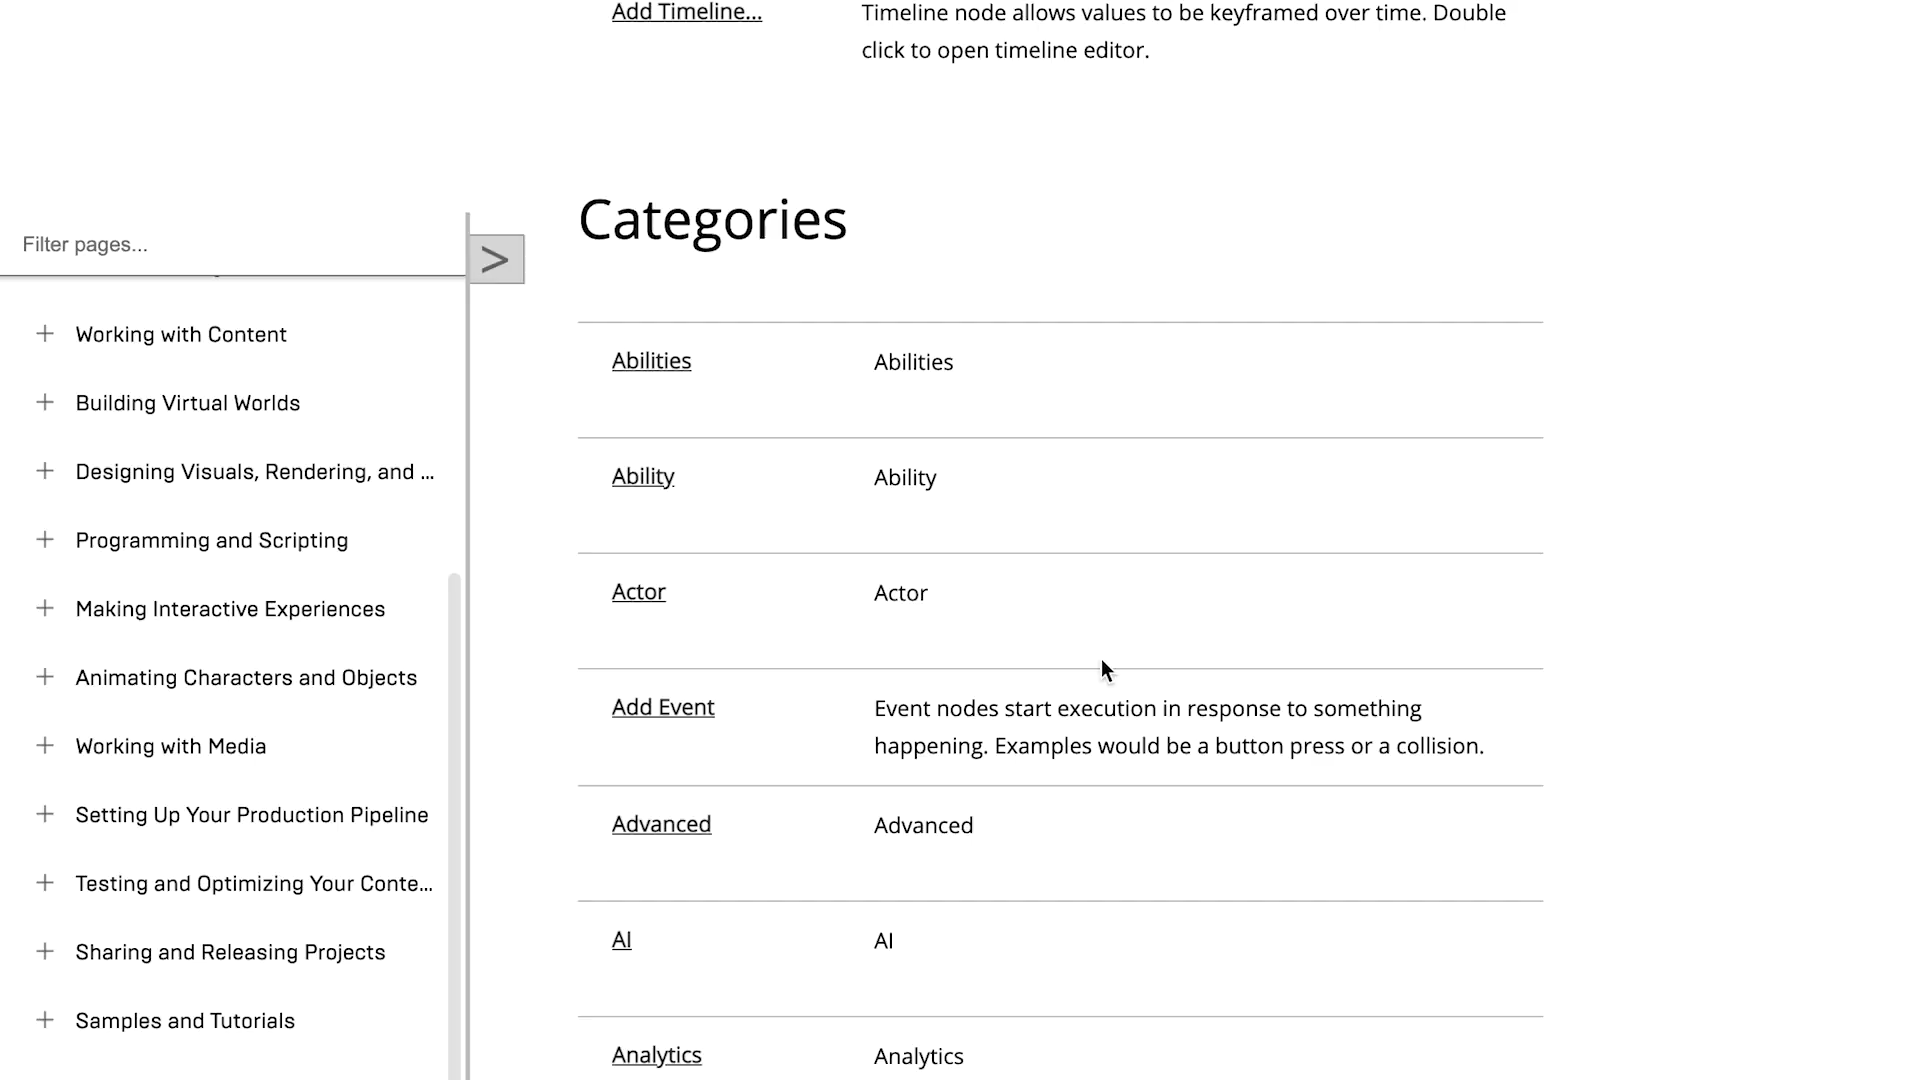 Add Timeline...
Timeline node allows values to be keyframed over time. Double
click to open timeline editor.
Filter pages...
>
Working with Content
Building Virtual Worlds
Designing Visuals, Rendering, and ...
Programming and Scripting
Making Interactive Experiences
Animating Characters and Objects
Working with Media
Setting Up Your Production Pipeline
Testing and Optimizing Your Conte...
Sharing and Releasing Projects
Samples and Tutorials
Categories
Abilities
Abilities
Ability
Ability
Actor
Actor
Add Event
Event nodes start execution in response to something
happening. Examples would be a button press or a collision.
Advanced
Advanced
AI
AI
Analytics
Analytics